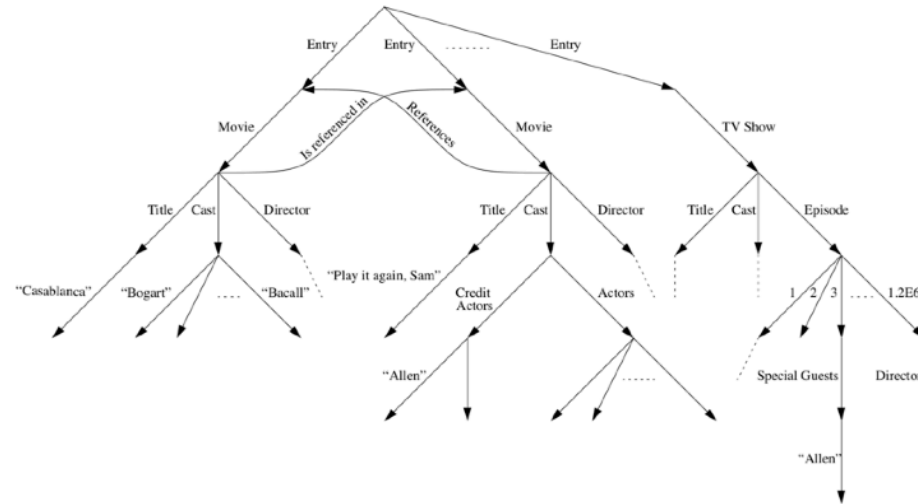 Entry Entry ....... Entry
Is referenced in
References
Movie Movie TV Show
Title Cast Director Title Cast Director Title Cast Episode
"Casablanca" "Bogart" .... "Bacall" "Play it again, Sam" 1 2 3 .... 1.2E6
Credit
Actors Actors
"Allen" ...... Special Guests Director
"Allen"